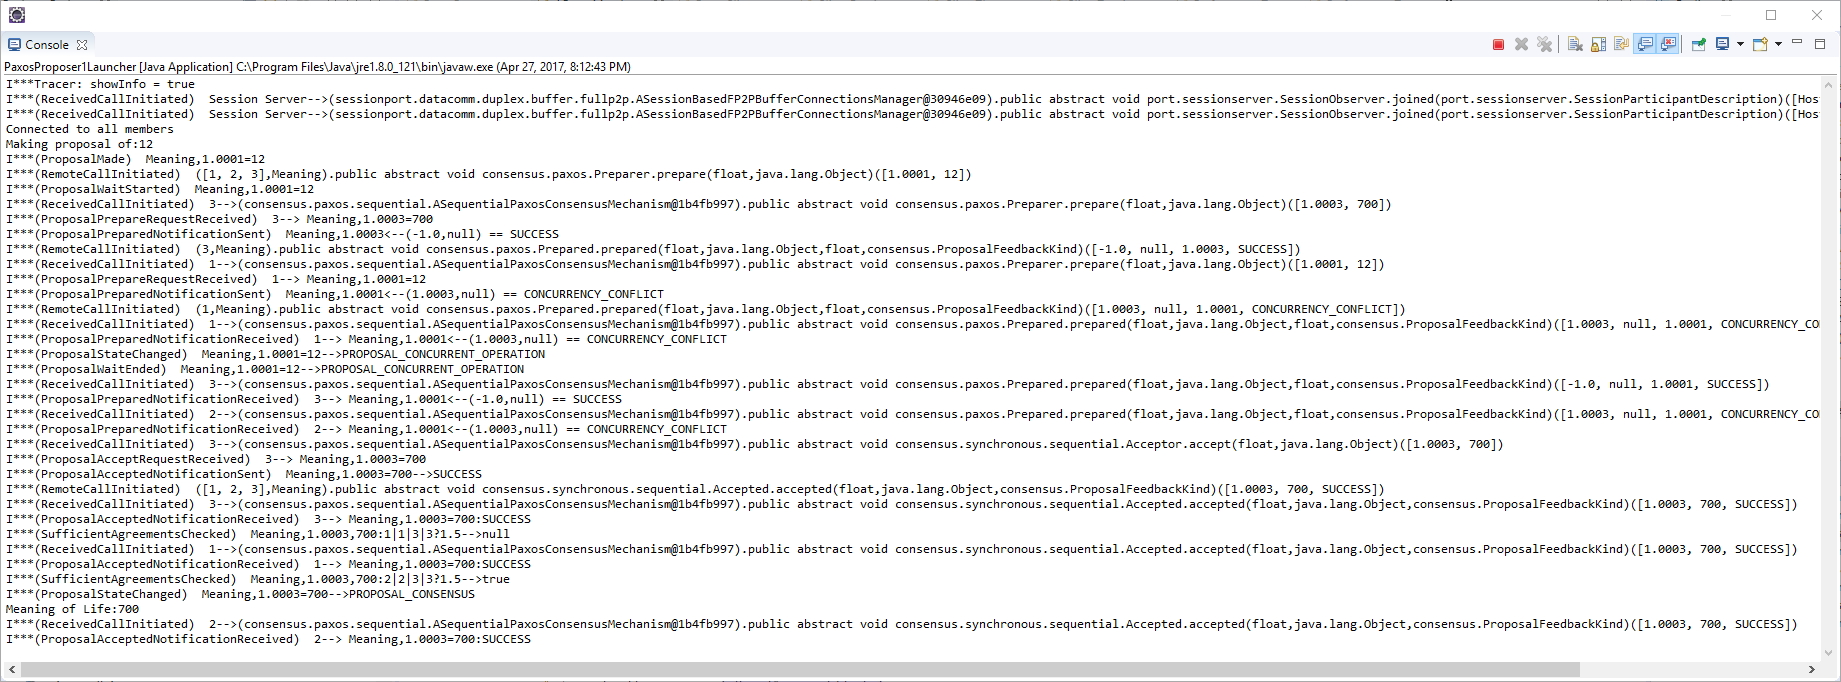 Console
PaxosProposer1Launcher [Java Application] C:\Program Files\Java\jre1.8.0_121\bin\javaw.exe (Apr 27, 2017, 8:12:43 PM)
I***Tracer: showInfo = true
I***(ReceivedCallInitiated)  Session Server-->(sessionport.datacomm.duplex.buffer.fullp2p.ASessionBasedFP2PBufferConnectionsManager@30946e09).public abstract void port.sessionserver.SessionObserver.joined(port.sessionserver.SessionParticipantDescription)([Hos
I***(ReceivedCallInitiated)  Session Server-->(sessionport.datacomm.duplex.buffer.fullp2p.ASessionBasedFP2PBufferConnectionsManager@30946e09).public abstract void port.sessionserver.SessionObserver.joined(port.sessionserver.SessionParticipantDescription)([Hos
Connected to all members
Making proposal of:12
I***(ProposalMade)  Meaning,1.0001=12
I***(RemoteCallInitiated)  ([1, 2, 3],Meaning).public abstract void consensus.paxos.Preparer.prepare(float,java.lang.Object)([1.0001, 12])
I***(ProposalWaitStarted)  Meaning,1.0001=12
I***(ReceivedCallInitiated)  3-->(consensus.paxos.sequential.ASequentialPaxosConsensusMechanism@1b4fb997).public abstract void consensus.paxos.Preparer.prepare(float,java.lang.Object)([1.0003, 700])
I***(ProposalPrepareRequestReceived)  3--> Meaning,1.0003=700
I***(ProposalPreparedNotificationSent)  Meaning,1.0003<--(-1.0,null) == SUCCESS
I***(RemoteCallInitiated)  (3,Meaning).public abstract void consensus.paxos.Prepared.prepared(float,java.lang.Object,float,consensus.ProposalFeedbackKind)([-1.0, null, 1.0003, SUCCESS])
I***(ReceivedCallInitiated)  1-->(consensus.paxos.sequential.ASequentialPaxosConsensusMechanism@1b4fb997).public abstract void consensus.paxos.Preparer.prepare(float,java.lang.Object)([1.0001, 12])
I***(ProposalPrepareRequestReceived)  1--> Meaning,1.0001=12
I***(ProposalPreparedNotificationSent)  Meaning,1.0001<--(1.0003,null) == CONCURRENCY_CONFLICT
I***(RemoteCallInitiated)  (1,Meaning).public abstract void consensus.paxos.Prepared.prepared(float,java.lang.Object,float,consensus.ProposalFeedbackKind)([1.0003, null, 1.0001, CONCURRENCY_CONFLICT])
I***(ReceivedCallInitiated)  1-->(consensus.paxos.sequential.ASequentialPaxosConsensusMechanism@1b4fb997).public abstract void consensus.paxos.Prepared.prepared(float,java.lang.Object,float,consensus.ProposalFeedbackKind)([1.0003, null, 1.0001, CONCURRENCY_CO
I***(ProposalPreparedNotificationReceived)  1--> Meaning,1.0001<--(1.0003,null) == CONCURRENCY_CONFLICT
I***(ProposalStateChanged)  Meaning,1.0001=12-->PROPOSAL_CONCURRENT_OPERATION
I***(ProposalWaitEnded)  Meaning,1.0001=12-->PROPOSAL_CONCURRENT_OPERATION
I***(ReceivedCallInitiated)  3-->(consensus.paxos.sequential.ASequentialPaxosConsensusMechanism@1b4fb997).public abstract void consensus.paxos.Prepared.prepared(float,java.lang.Object,float,consensus.ProposalFeedbackKind)([-1.0, null, 1.0001, SUCCESS])
I***(ProposalPreparedNotificationReceived)  3--> Meaning,1.0001<--(-1.0,null) == SUCCESS
I***(ReceivedCallInitiated)  2-->(consensus.paxos.sequential.ASequentialPaxosConsensusMechanism@1b4fb997).public abstract void consensus.paxos.Prepared.prepared(float,java.lang.Object,float,consensus.ProposalFeedbackKind)([1.0003, null, 1.0001, CONCURRENCY_CO
I***(ProposalPreparedNotificationReceived)  2--> Meaning,1.0001<--(1.0003,null) == CONCURRENCY_CONFLICT
I***(ReceivedCallInitiated)  3-->(consensus.paxos.sequential.ASequentialPaxosConsensusMechanism@1b4fb997).public abstract void consensus.synchronous.sequential.Acceptor.accept(float,java.lang.Object)([1.0003, 700])
I***(ProposalAcceptRequestReceived)  3--> Meaning,1.0003=700
I***(ProposalAcceptedNotificationSent)  Meaning,1.0003=700-->SUCCESS
I***(RemoteCallInitiated)  ([1, 2, 3],Meaning).public abstract void consensus.synchronous.sequential.Accepted.accepted(float,java.lang.Object,consensus.ProposalFeedbackKind)([1.0003, 700, SUCCESS])
I***(ReceivedCallInitiated)  3-->(consensus.paxos.sequential.ASequentialPaxosConsensusMechanism@1b4fb997).public abstract void consensus.synchronous.sequential.Accepted.accepted(float,java.lang.Object,consensus.ProposalFeedbackKind)([1.0003, 700, SUCCESS])
I***(ProposalAcceptedNotificationReceived)  3--> Meaning,1.0003=700:SUCCESS
I***(SufficientAgreementsChecked)  Meaning,1.0003,700:1|1|3|3?1.5-->null
I***(ReceivedCallInitiated)  1-->(consensus.paxos.sequential.ASequentialPaxosConsensusMechanism@1b4fb997).public abstract void consensus.synchronous.sequential.Accepted.accepted(float,java.lang.Object,consensus.ProposalFeedbackKind)([1.0003, 700, SUCCESS])
I***(ProposalAcceptedNotificationReceived)  1--> Meaning,1.0003=700:SUCCESS
I***(SufficientAgreementsChecked)  Meaning,1.0003,700:2|2|3|3?1.5-->true
I***(ProposalStateChanged)  Meaning,1.0003=700-->PROPOSAL_CONSENSUS
Meaning of Life:700
I***(ReceivedCallInitiated)  2-->(consensus.paxos.sequential.ASequentialPaxosConsensusMechanism@1b4fb997).public abstract void consensus.synchronous.sequential.Accepted.accepted(float,java.lang.Object,consensus.ProposalFeedbackKind)([1.0003, 700, SUCCESS])
I***(ProposalAcceptedNotificationReceived)  2--> Meaning,1.0003=700:SUCCESS